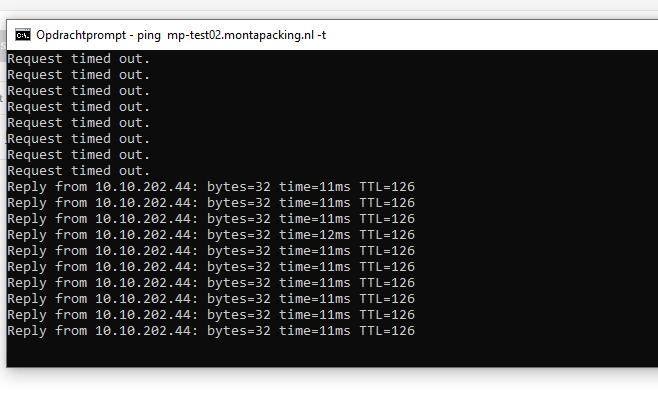 Opdrachtprompt - ping mp-test02.montapacking.nl -t
Request timed out.
Request timed out.
Request timed out.
Request timed out.
Request timed out.
Request timed out.
Request timed out.
Request timed out.
Reply from 10.10.202.44: bytes=32 time=11ms TTL=126
Reply from 10.10.202.44: bytes=32 time=11ms TTL=126
Reply from 10.10.202.44: bytes=32 time=11ms TTL=126
Reply from 10.10.202.44: bytes=32 time=12ms TTL=126
Reply from 10.10.202.44: bytes=32 time=11ms TTL=126
Reply from 10.10.202.44: bytes=32 time=11ms TTL=126
Reply from 10.10.202.44: bytes=32 time=11ms TTL=126
Reply from 10.10.202.44: bytes=32 time=11ms TTL=126
Reply from 10.10.202.44: bytes=32 time=11ms TTL=126
Reply from 10.10.202.44: bytes=32 time=11ms TTL=126